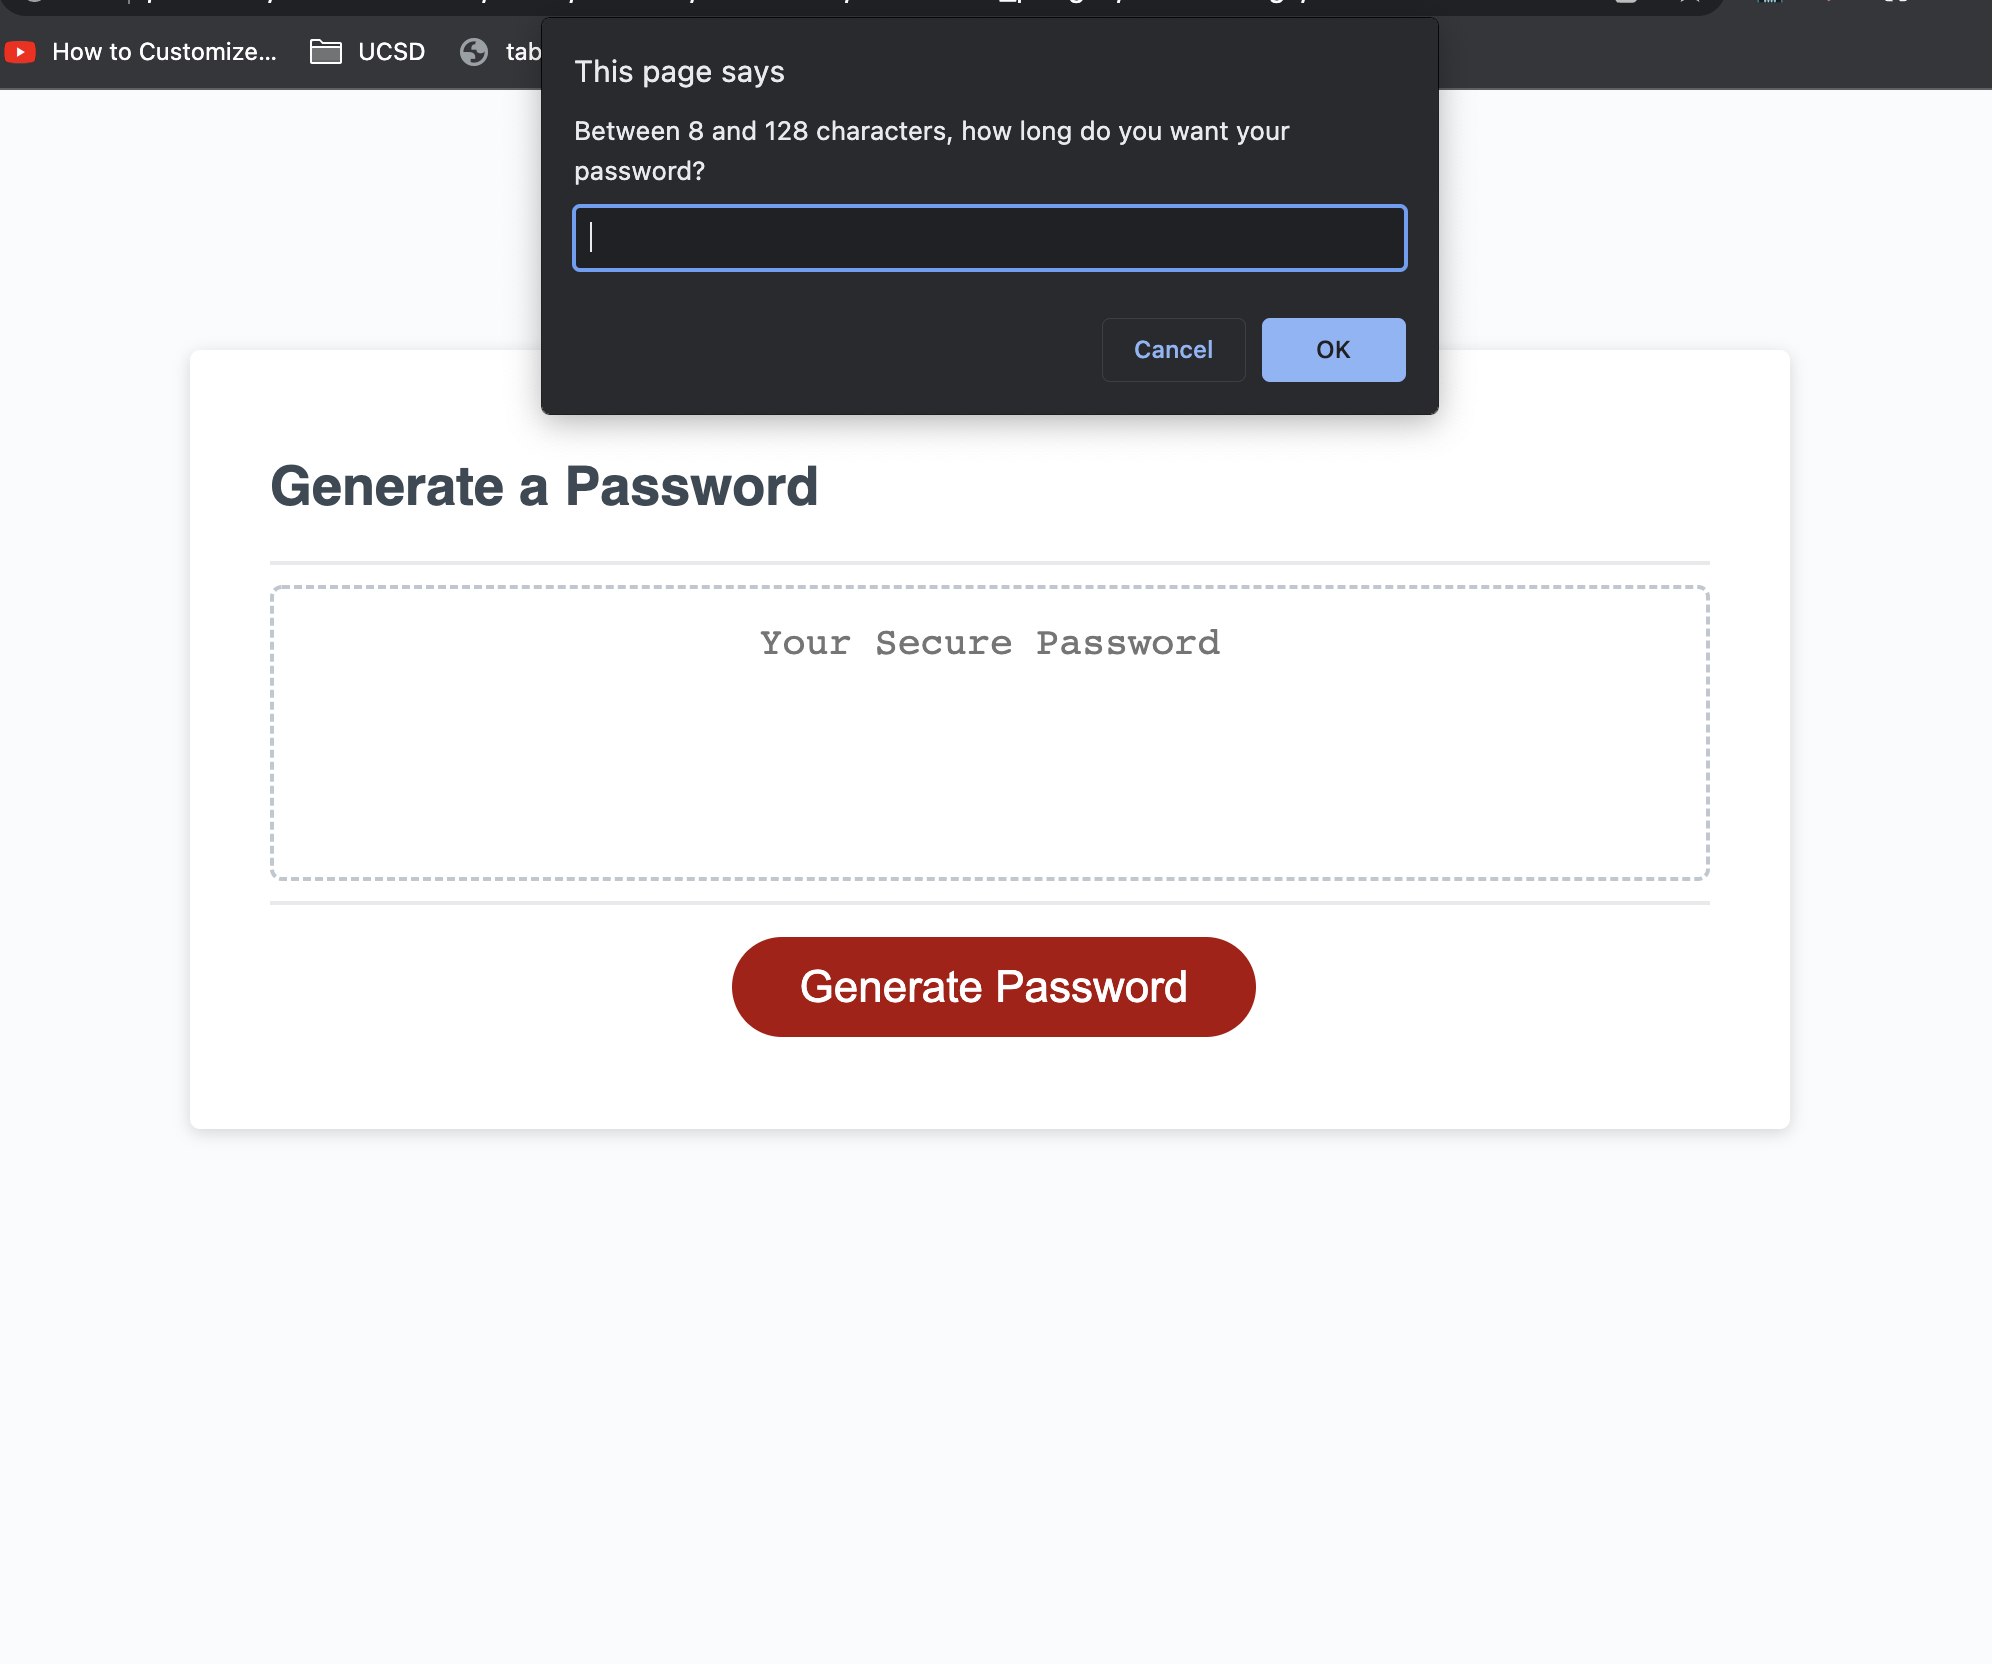 How to Customize...
UCSD
tab
This page says
Between 8 and 128 characters, how long do you want your
password?
Cancel
OK
Generate a Password
Your Secure Password
Generate Password